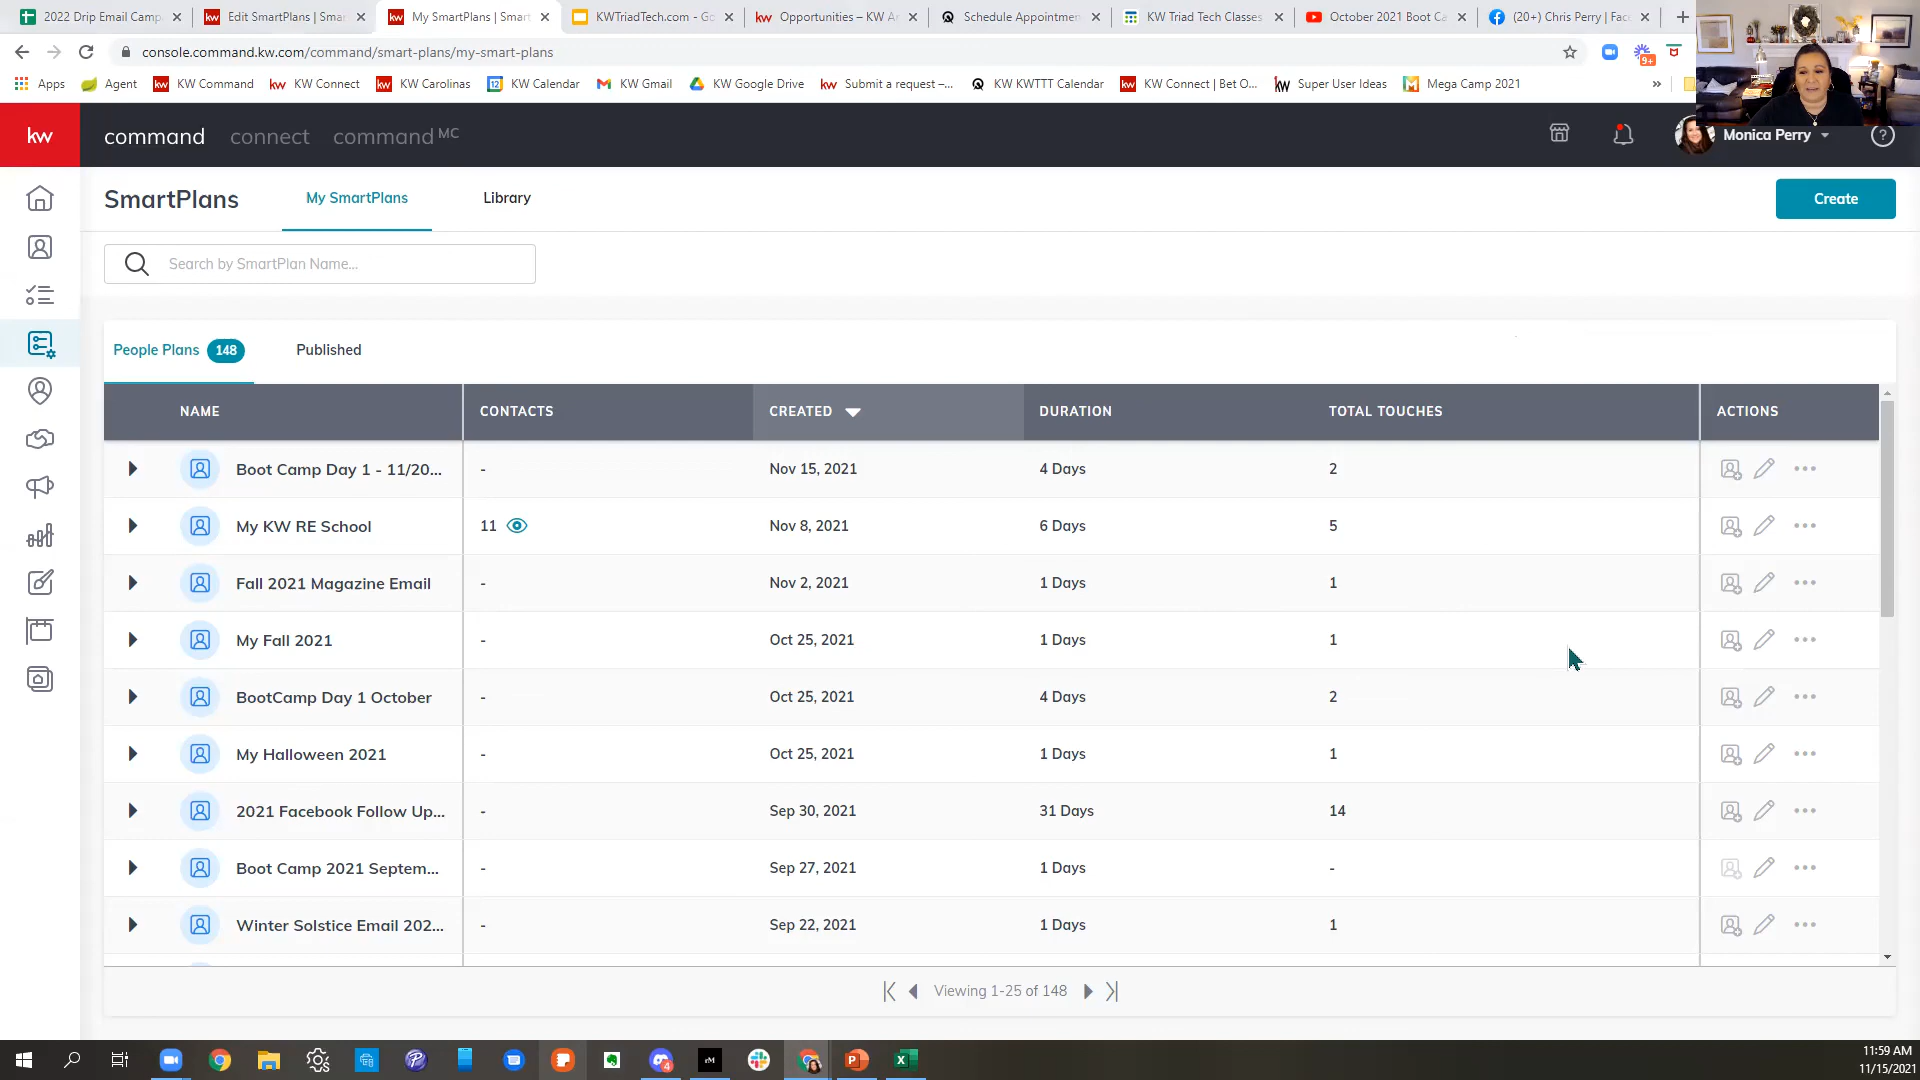 2022 Drip Email Camp
Edit SmartPlans | Smar
My SmartPlans | Smart
KWTriadTech.com - Go
Opportunities – KW Ar
Schedule Appointmen
KW Triad Tech Classes
October 2021 Boot Ca
(20+) Chris Perry | Fac
console.command.kw.com/command/smart-plans/my-smart-plans
9+
Apps
Agent
KW Command
KW Connect
KW Carolinas
KW Calendar
KW Gmail
KW Google Drive
Submit a request –...
KW KWTTT Calendar
KW Connect | Bet O...
Super User Ideas
Mega Camp 2021
kw
command
connect
command MC
Monica Perry
SmartPlans
My SmartPlans
Library
Create
Search by SmartPlan Name...
People Plans 148
Published
NAME CONTACTS CREATED DURATION TOTAL TOUCHES ACTIONS
Boot Camp Day 1 - 11/20... - Nov 15, 2021 4 Days 2
My KW RE School 11 Nov 8, 2021 6 Days 5
Fall 2021 Magazine Email - Nov 2, 2021 1 Days 1
My Fall 2021 - Oct 25, 2021 1 Days 1
BootCamp Day 1 October - Oct 25, 2021 4 Days 2
My Halloween 2021 - Oct 25, 2021 1 Days 1
2021 Facebook Follow Up... - Sep 30, 2021 31 Days 14
Boot Camp 2021 Septem... - Sep 27, 2021 1 Days -
Winter Solstice Email 202... - Sep 22, 2021 1 Days 1
Viewing 1-25 of 148
11:59 AM
11/15/2021